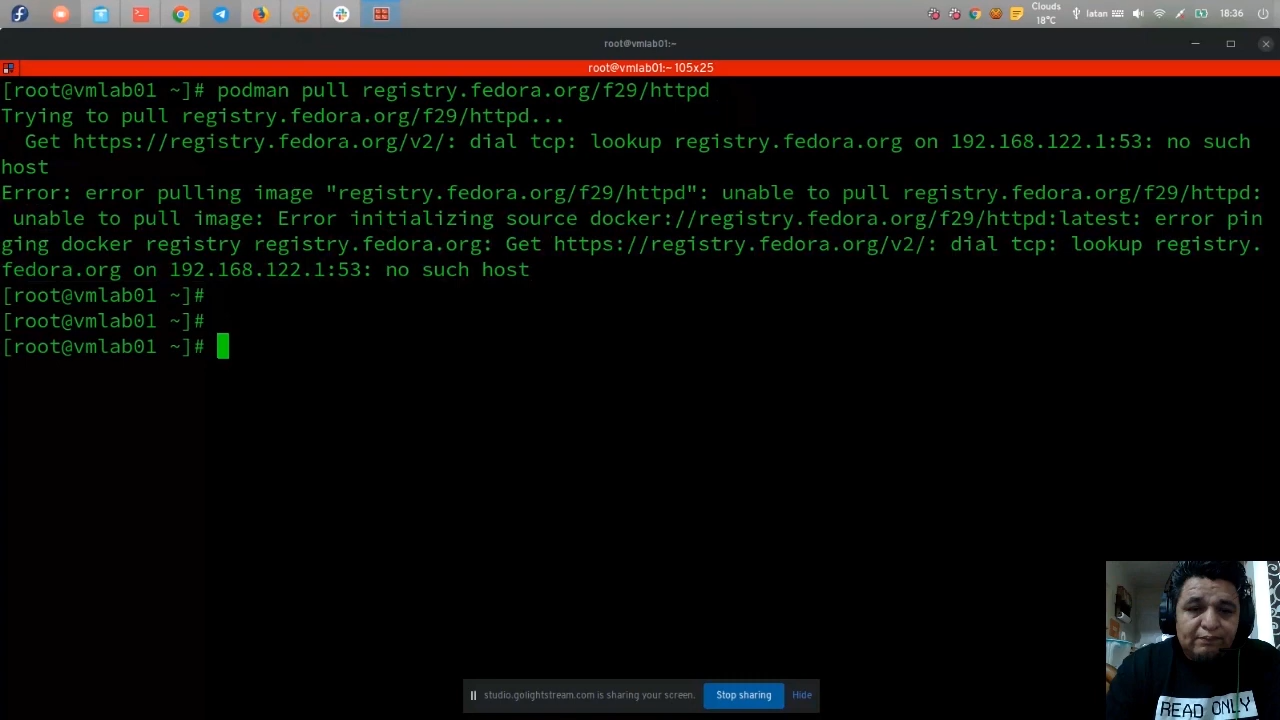 Clouds
18°C
latan
18:36
root@vmlab01:~
root@vmlab01:~ 105x25
[root@vmlab01 ~]# podman pull registry.fedora.org/f29/httpd
Trying to pull registry.fedora.org/f29/httpd...
  Get https://registry.fedora.org/v2/: dial tcp: lookup registry.fedora.org on 192.168.122.1:53: no such
host
Error: error pulling image "registry.fedora.org/f29/httpd": unable to pull registry.fedora.org/f29/httpd:
 unable to pull image: Error initializing source docker://registry.fedora.org/f29/httpd:latest: error pin
ging docker registry registry.fedora.org: Get https://registry.fedora.org/v2/: dial tcp: lookup registry.
fedora.org on 192.168.122.1:53: no such host
[root@vmlab01 ~]#
[root@vmlab01 ~]#
[root@vmlab01 ~]#
studio.golightstream.com is sharing your screen.
Stop sharing
Hide
READ ONLY